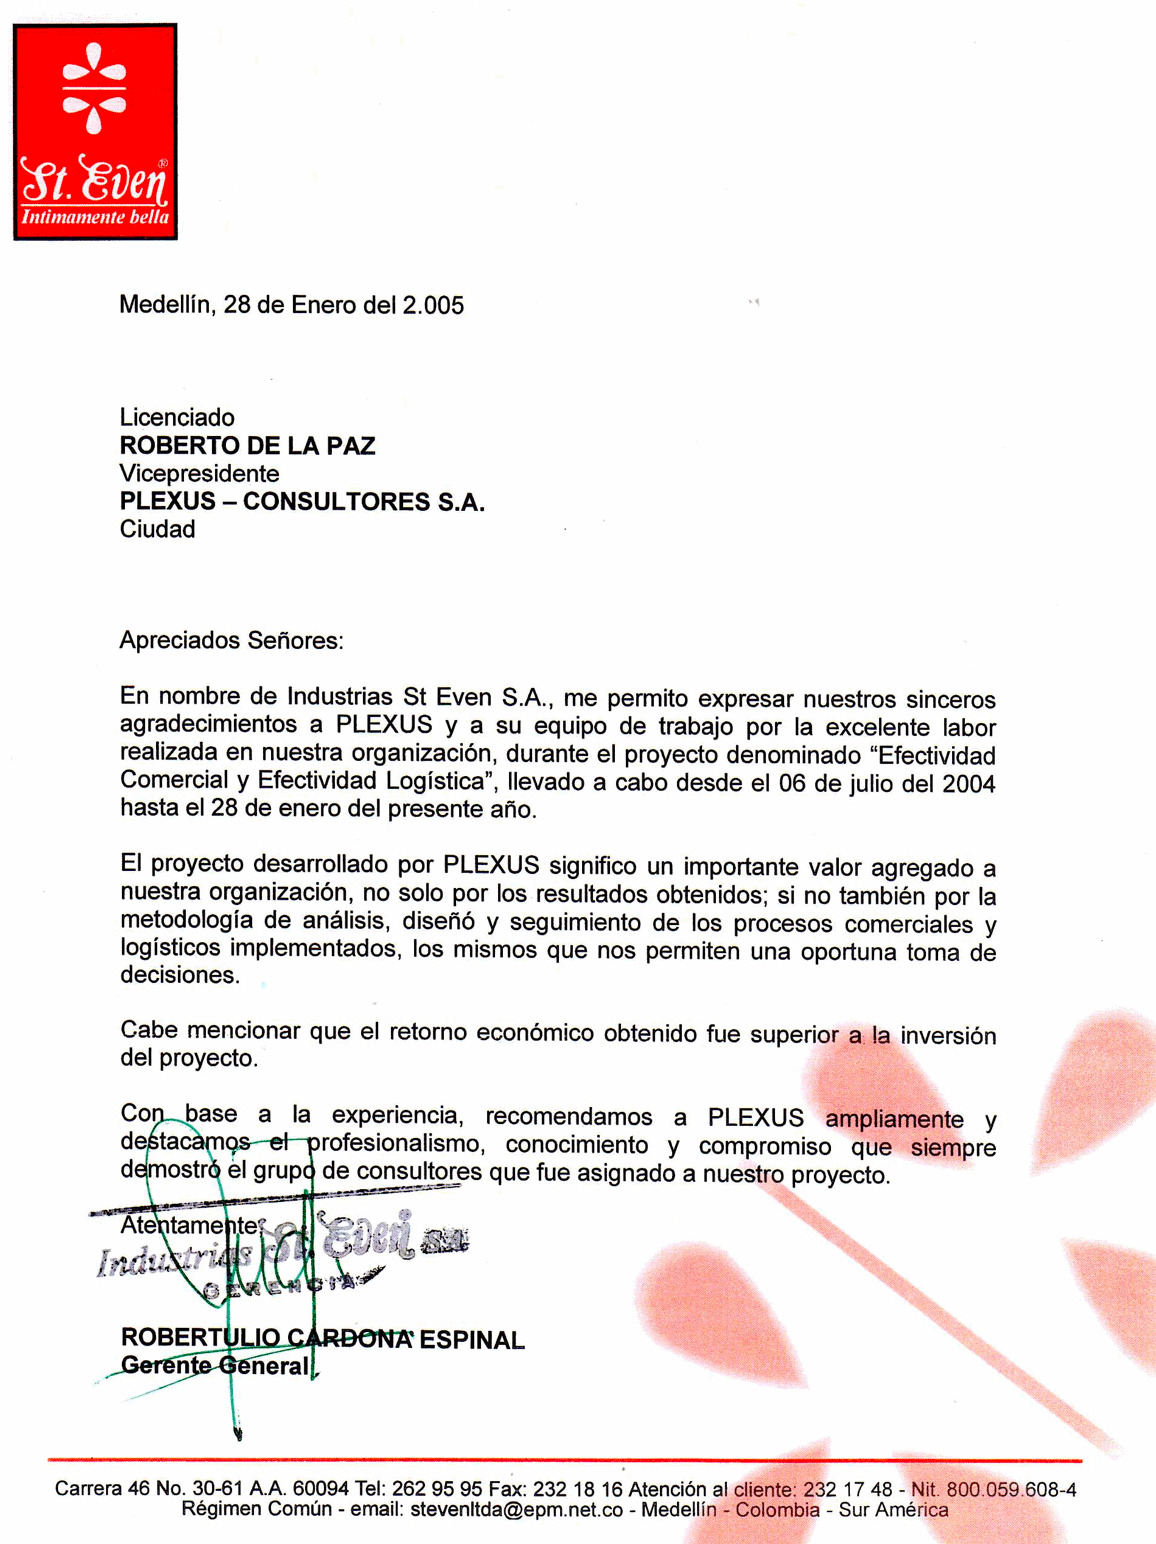 St. Even®
Intimamente bella
Medellín, 28 de Enero del 2.005
Licenciado
ROBERTO DE LA PAZ
Vicepresidente
PLEXUS – CONSULTORES S.A.
Ciudad
Apreciados Señores:
En nombre de Industrias St Even S.A., me permito expresar nuestros sinceros
agradecimientos a PLEXUS y a su equipo de trabajo por la excelente labor
realizada en nuestra organización, durante el proyecto denominado “Efectividad
Comercial y Efectividad Logística”, llevado a cabo desde el 06 de julio del 2004
hasta el 28 de enero del presente año.
El proyecto desarrollado por PLEXUS significo un importante valor agregado a
nuestra organización, no solo por los resultados obtenidos; si no también por la
metodología de análisis, diseñó y seguimiento de los procesos comerciales y
logísticos implementados, los mismos que nos permiten una oportuna toma de
decisiones.
Cabe mencionar que el retorno económico obtenido fue superior a la inversión
del proyecto.
Con base a la experiencia, recomendamos a PLEXUS ampliamente y
destacamos el profesionalismo, conocimiento y compromiso que siempre
demostró el grupo de consultores que fue asignado a nuestro proyecto.
Atentamente,
Industrias St. Even S.A.
GERENCIA
ROBERTULIO CARDONA ESPINAL
Gerente General
Carrera 46 No. 30-61 A.A. 60094 Tel: 262 95 95 Fax: 232 18 16 Atención al cliente: 232 17 48 - Nit. 800.059.608-4
Régimen Común - email: stevenltda@epm.net.co - Medellín - Colombia - Sur América